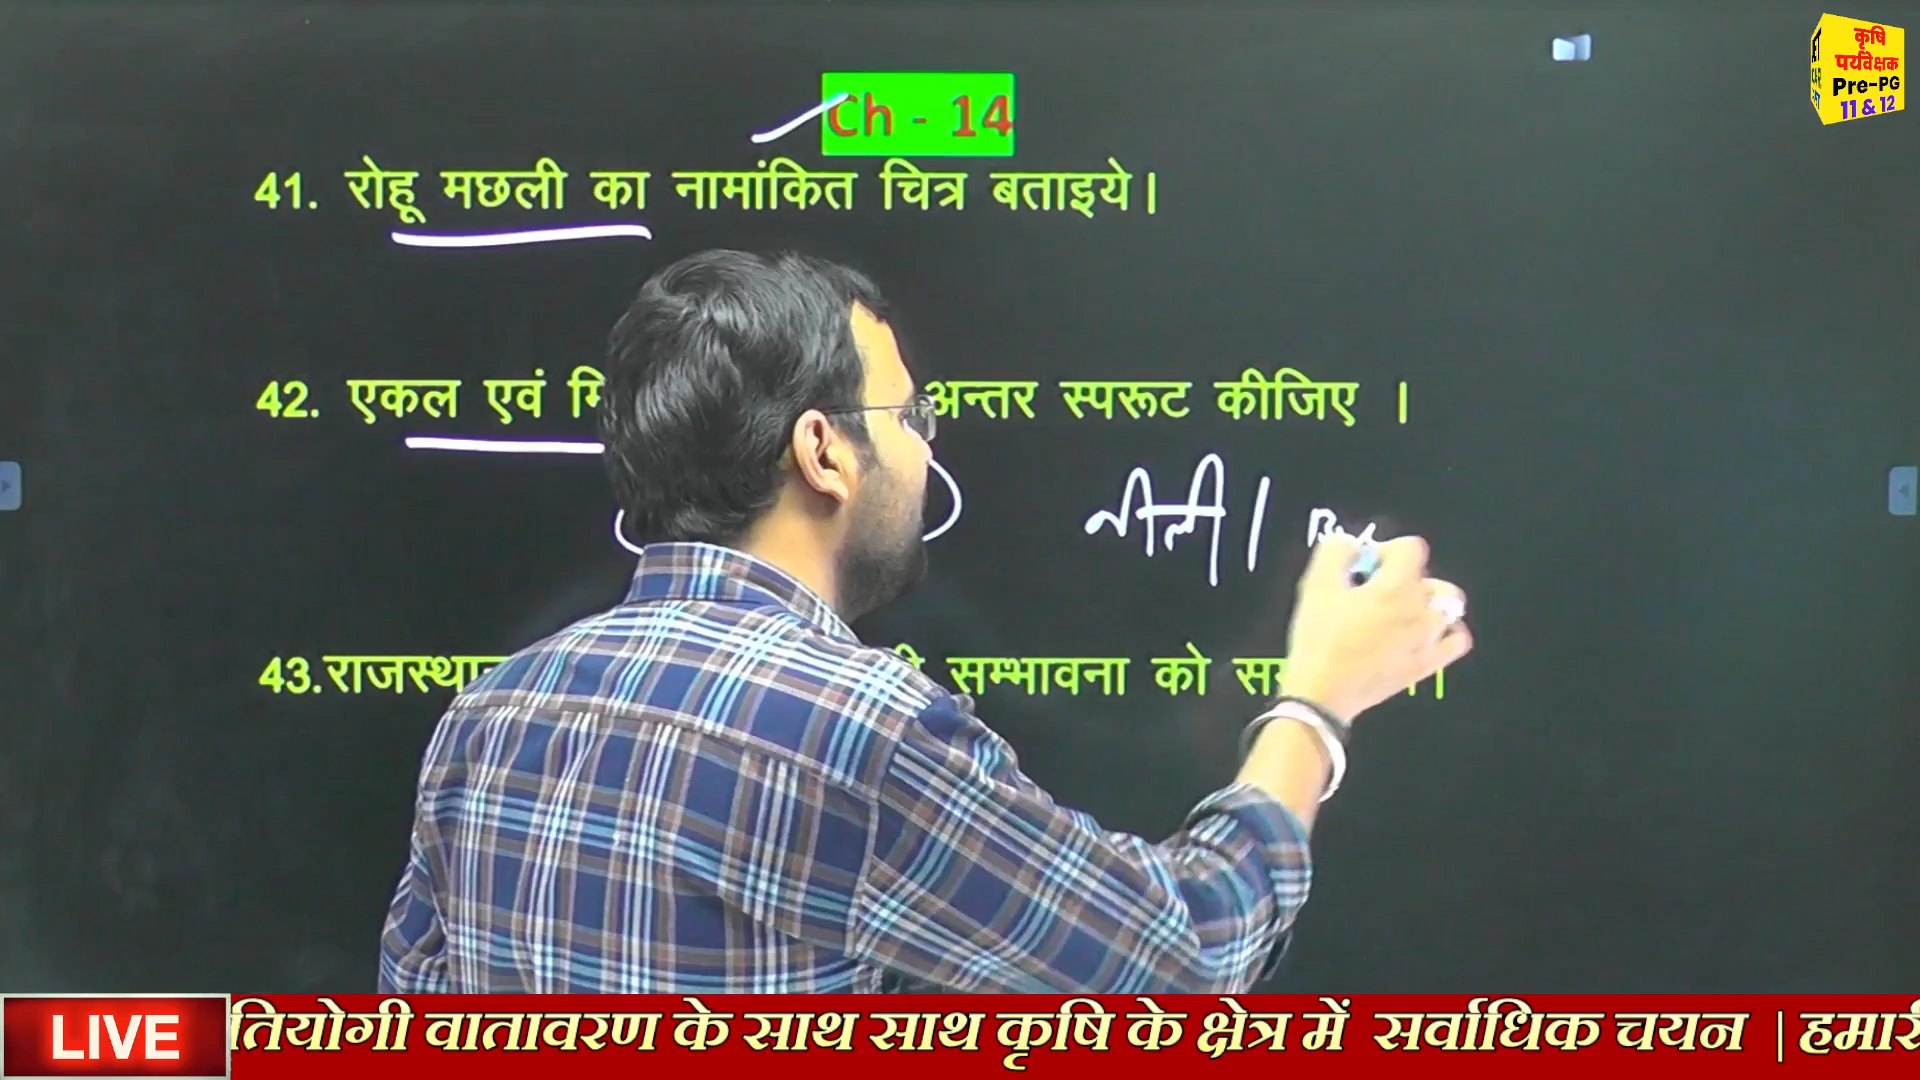 कृषि
पर्यवेक्षक
Pre-PG
11 & 12
Ch - 14
41. रोहू मछली का नामांकित चित्र बताइये।
42. एकल एवं अन्तर स्परूट कीजिए ।
नीली।
43. सम्भावना को
LIVE
तियोगी वातावरण के साथ साथ कृषि के क्षेत्र में सर्वाधिक चयन | हमारी